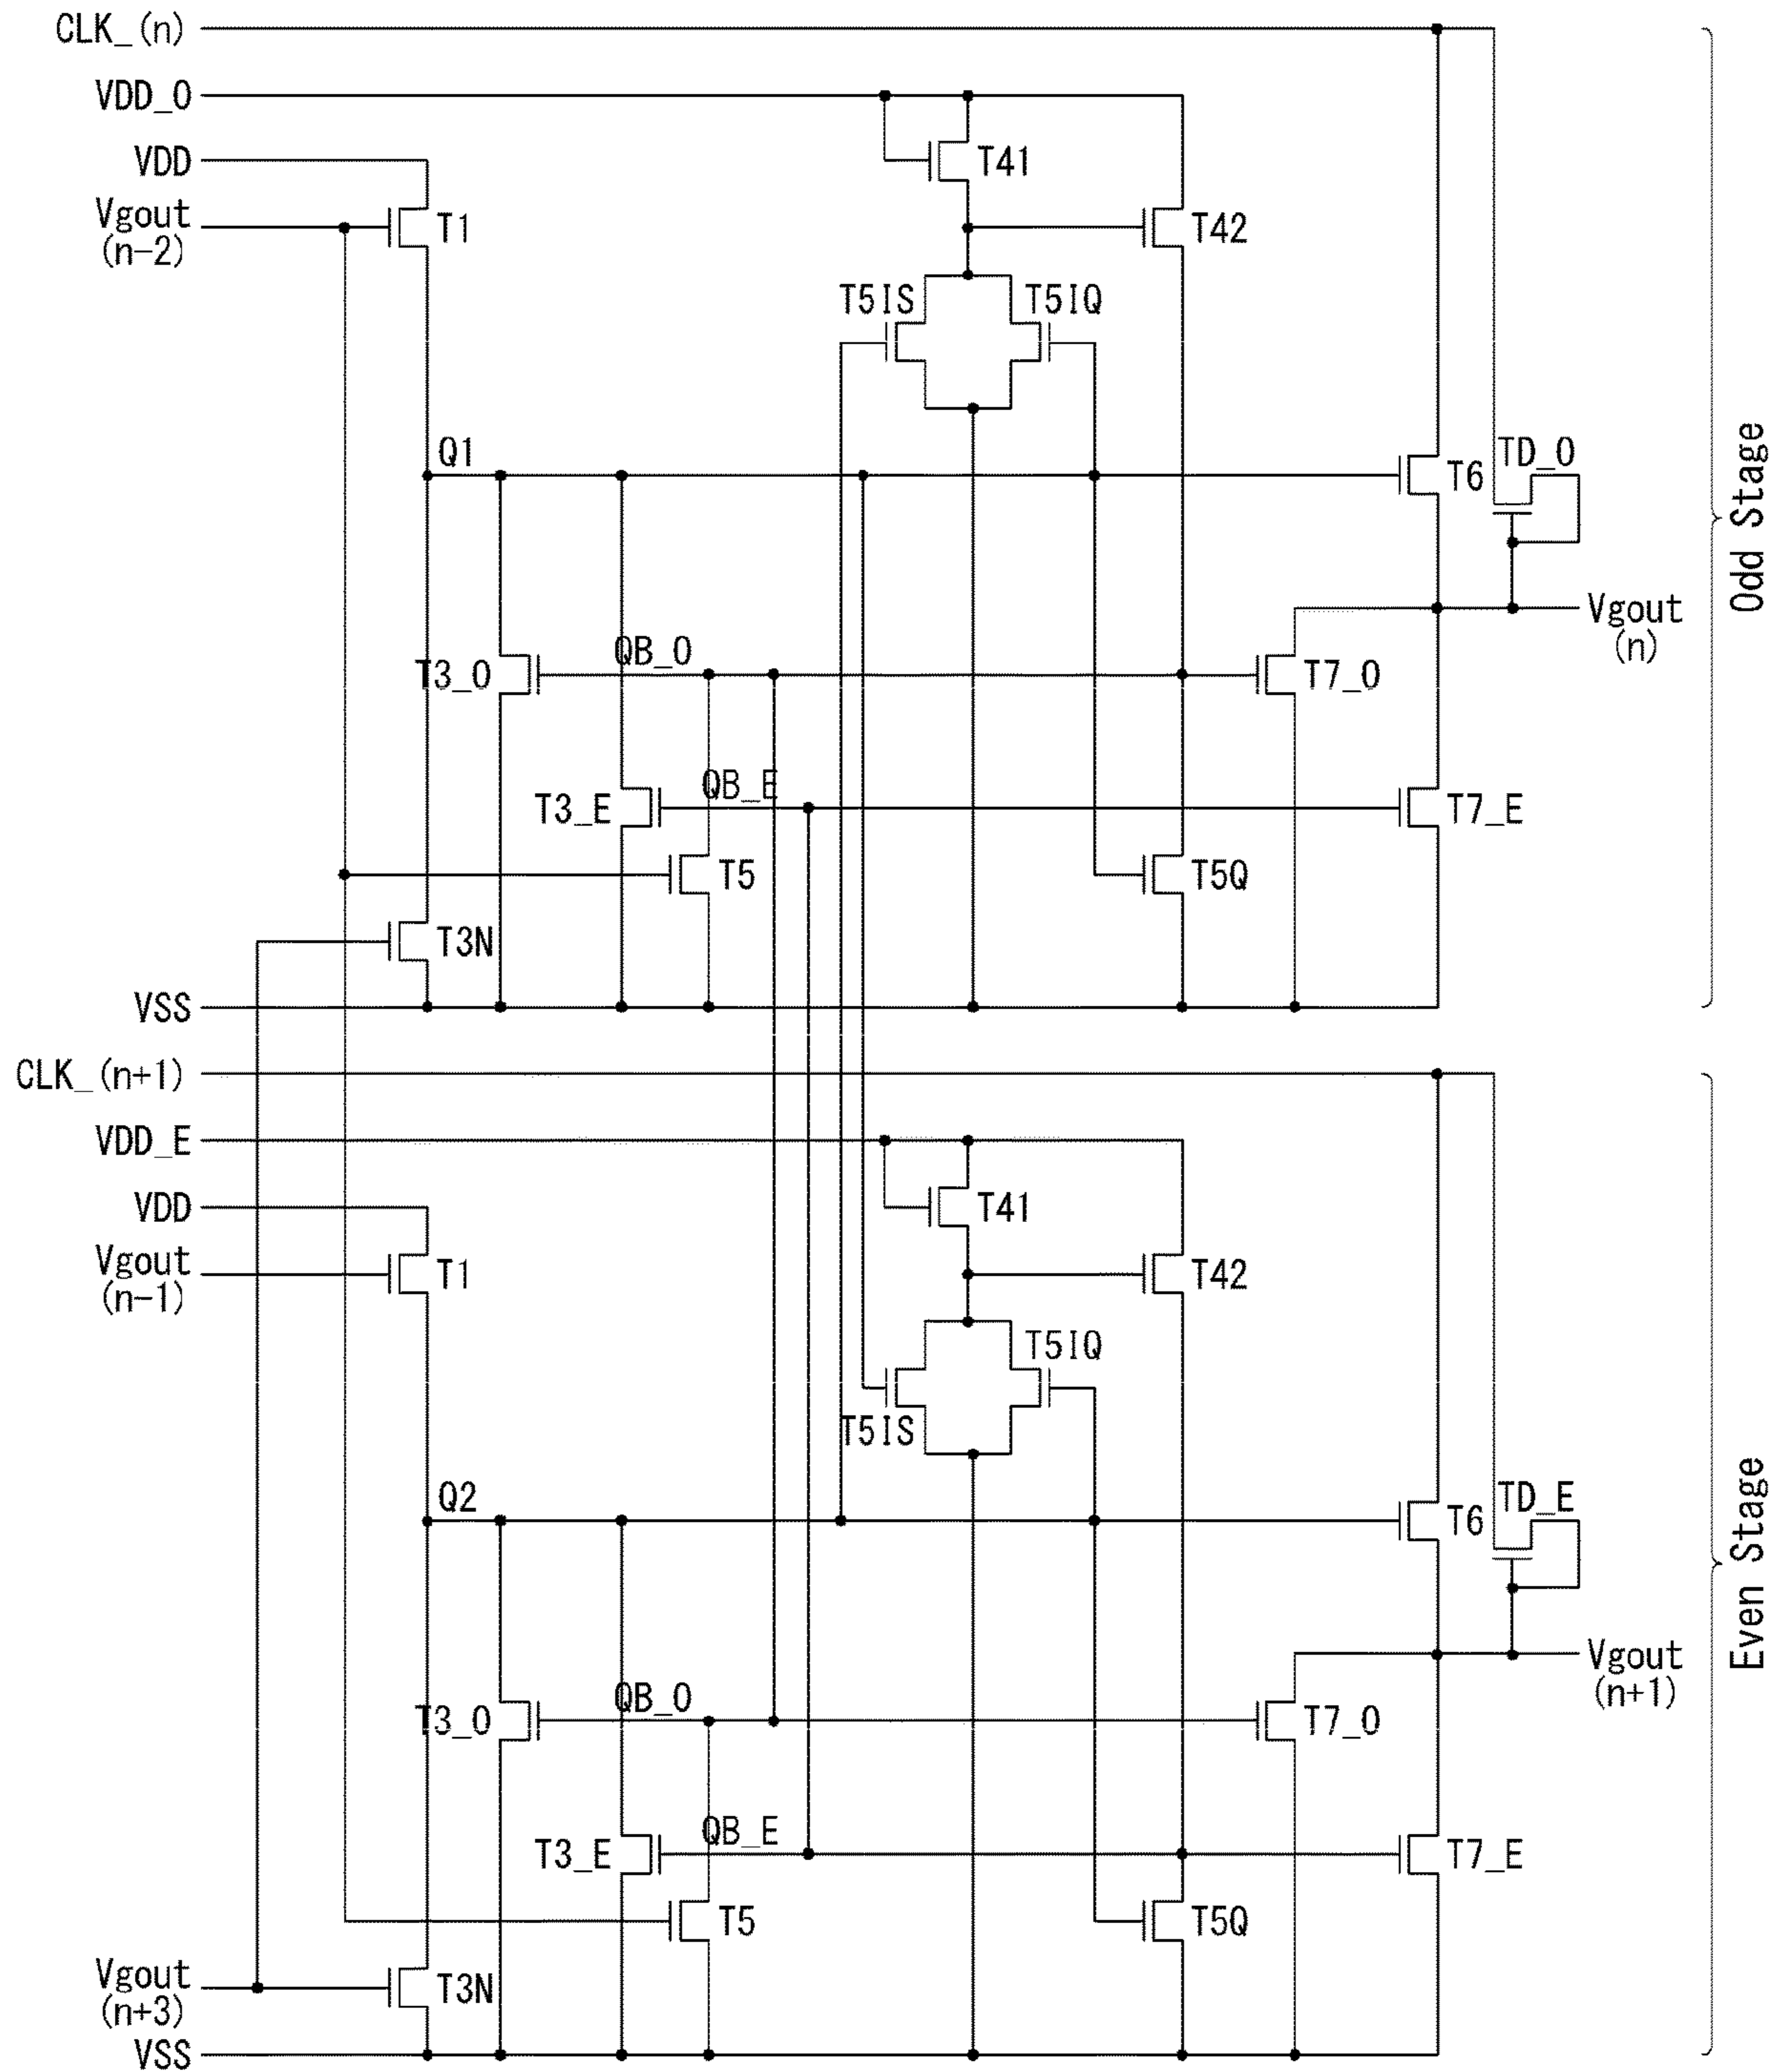 CLK_(n)
VDD_O
VDD
T41
Vgout
(n-2)
T1
T42
T5IS
T5IQ
Q1
T6
TD_O
Odd Stage
Vgout
(n)
QB_O
T3_O
T7_O
QB_E
T3_E
T7_E
T5
T5Q
T3N
VSS
CLK_(n+1)
VDD_E
VDD
T41
Vgout
(n-1)
T1
T42
T5IQ
T5IS
Q2
T6
TD_E
Even Stage
Vgout
(n+1)
QB_O
T3_O
T7_O
QB_E
T3_E
T7_E
T5
T5Q
Vgout
(n+3)
T3N
VSS